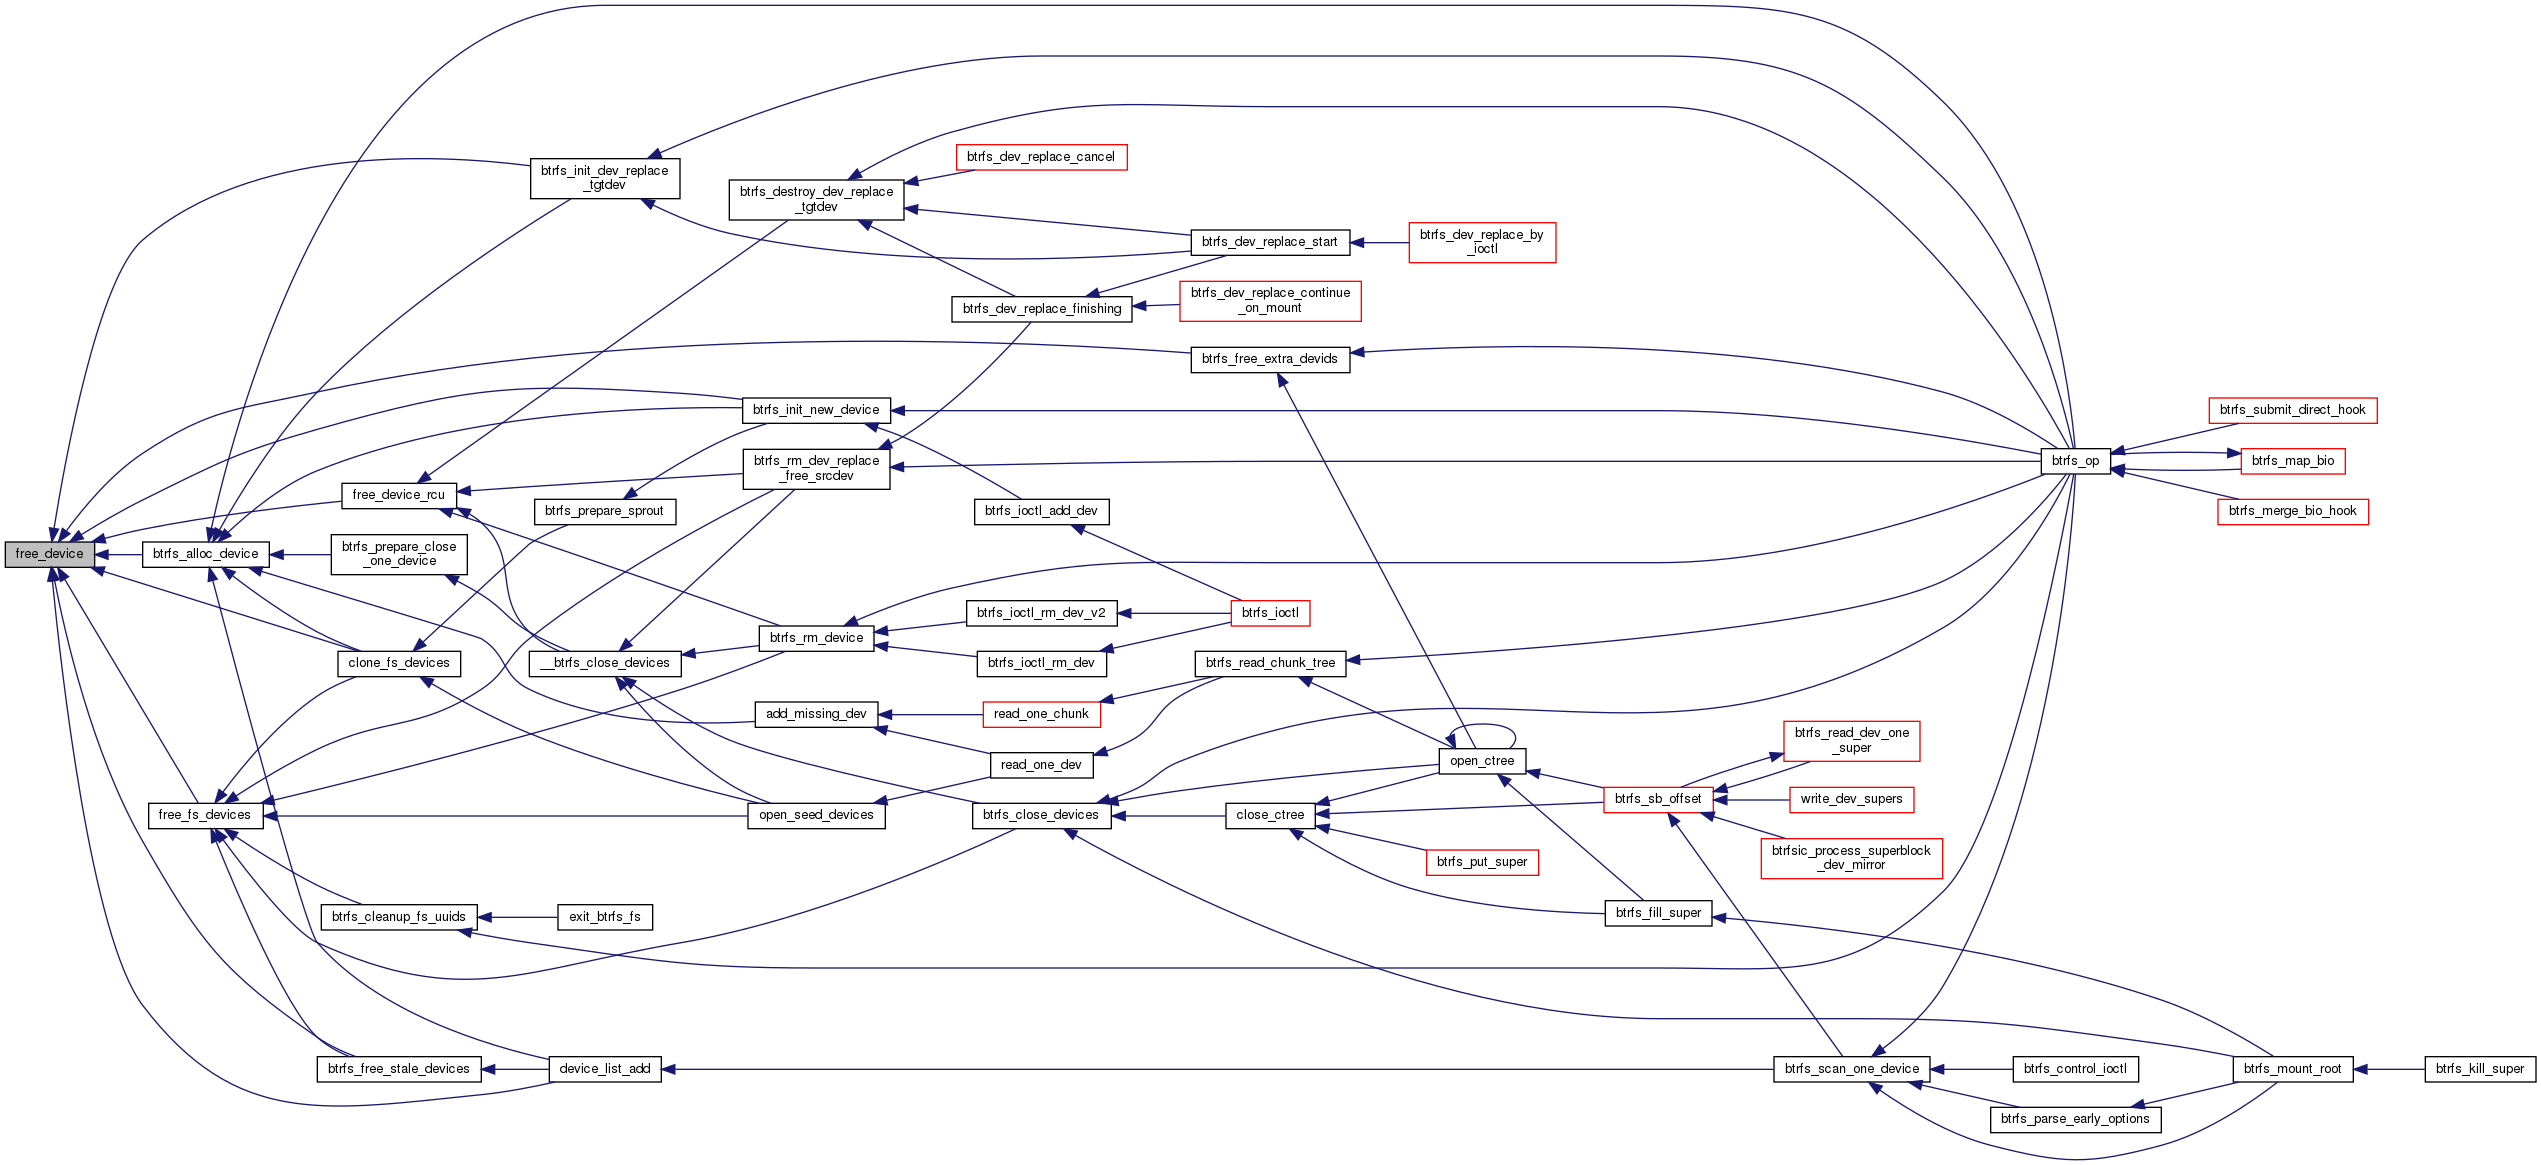 free_device
btrfs_alloc_device
free_fs_devices
free_device_rcu
btrfs_prepare_close
_one_device
clone_fs_devices
btrfs_cleanup_fs_uuids
btrfs_free_stale_devices
btrfs_init_dev_replace
_tgtdev
btrfs_prepare_sprout
__btrfs_close_devices
exit_btrfs_fs
device_list_add
btrfs_destroy_dev_replace
_tgtdev
btrfs_init_new_device
btrfs_rm_dev_replace
_free_srcdev
btrfs_rm_device
add_missing_dev
open_seed_devices
btrfs_dev_replace_cancel
btrfs_dev_replace_finishing
btrfs_ioctl_add_dev
btrfs_ioctl_rm_dev_v2
btrfs_ioctl_rm_dev
read_one_chunk
read_one_dev
btrfs_close_devices
btrfs_dev_replace_start
btrfs_dev_replace_continue
_on_mount
btrfs_free_extra_devids
btrfs_ioctl
btrfs_read_chunk_tree
close_ctree
btrfs_dev_replace_by
_ioctl
open_ctree
btrfs_put_super
btrfs_sb_offset
btrfs_fill_super
btrfs_read_dev_one
_super
write_dev_supers
btrfsic_process_superblock
_dev_mirror
btrfs_scan_one_device
btrfs_op
btrfs_control_ioctl
btrfs_parse_early_options
btrfs_submit_direct_hook
btrfs_map_bio
btrfs_merge_bio_hook
btrfs_mount_root
btrfs_kill_super